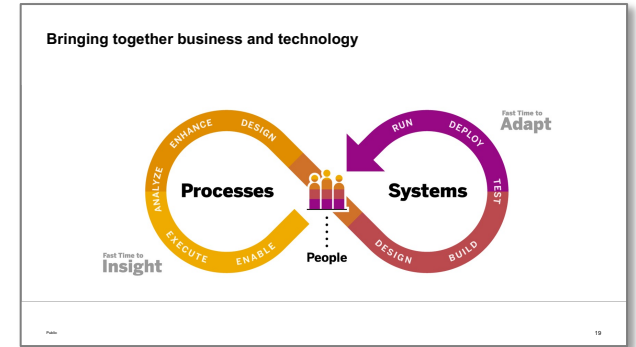 Bringing together business and technology
ENHANCE
DESIGN
ANALYZE
EXECUTE
ENABLE
Processes
Fast Time to
Insight
People
RUN
DEPLOY
TEST
BUILD
DESIGN
Systems
Fast Time to
Adapt
Public
19